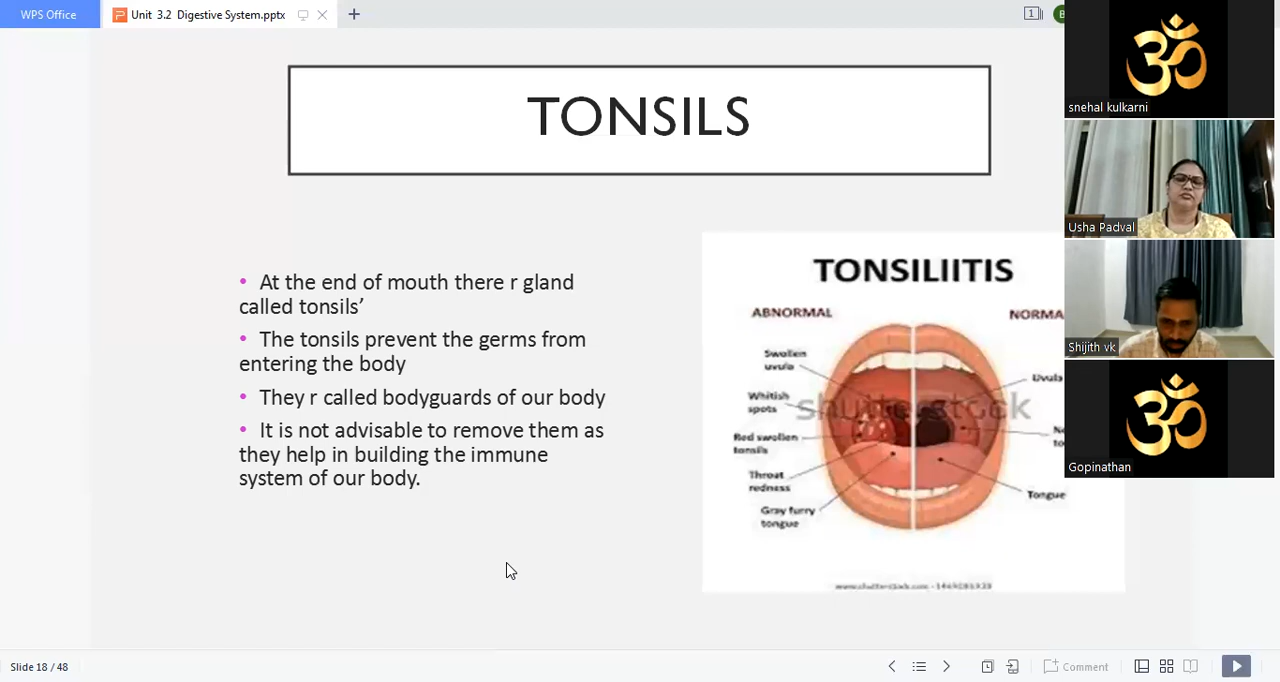 WPS Office
Unit 3.2 Digestive System.pptx
1
B
TONSILS
• At the end of mouth there r gland
called tonsils’
• The tonsils prevent the germs from
entering the body
• They r called bodyguards of our body
• It is not advisable to remove them as
they help in building the immune
system of our body.
TONSILIITIS
ABNORMAL
NORMA
Swollen
uvula
Whitish
spots
Red swollen
tonsils
Throat
redness
Gray furry
tongue
Uvula
Tongue
shutterstock
snehal kulkarni
Usha Padval
Shijith vk
Gopinathan
ॐ
ॐ
Slide 18 / 48
Comment